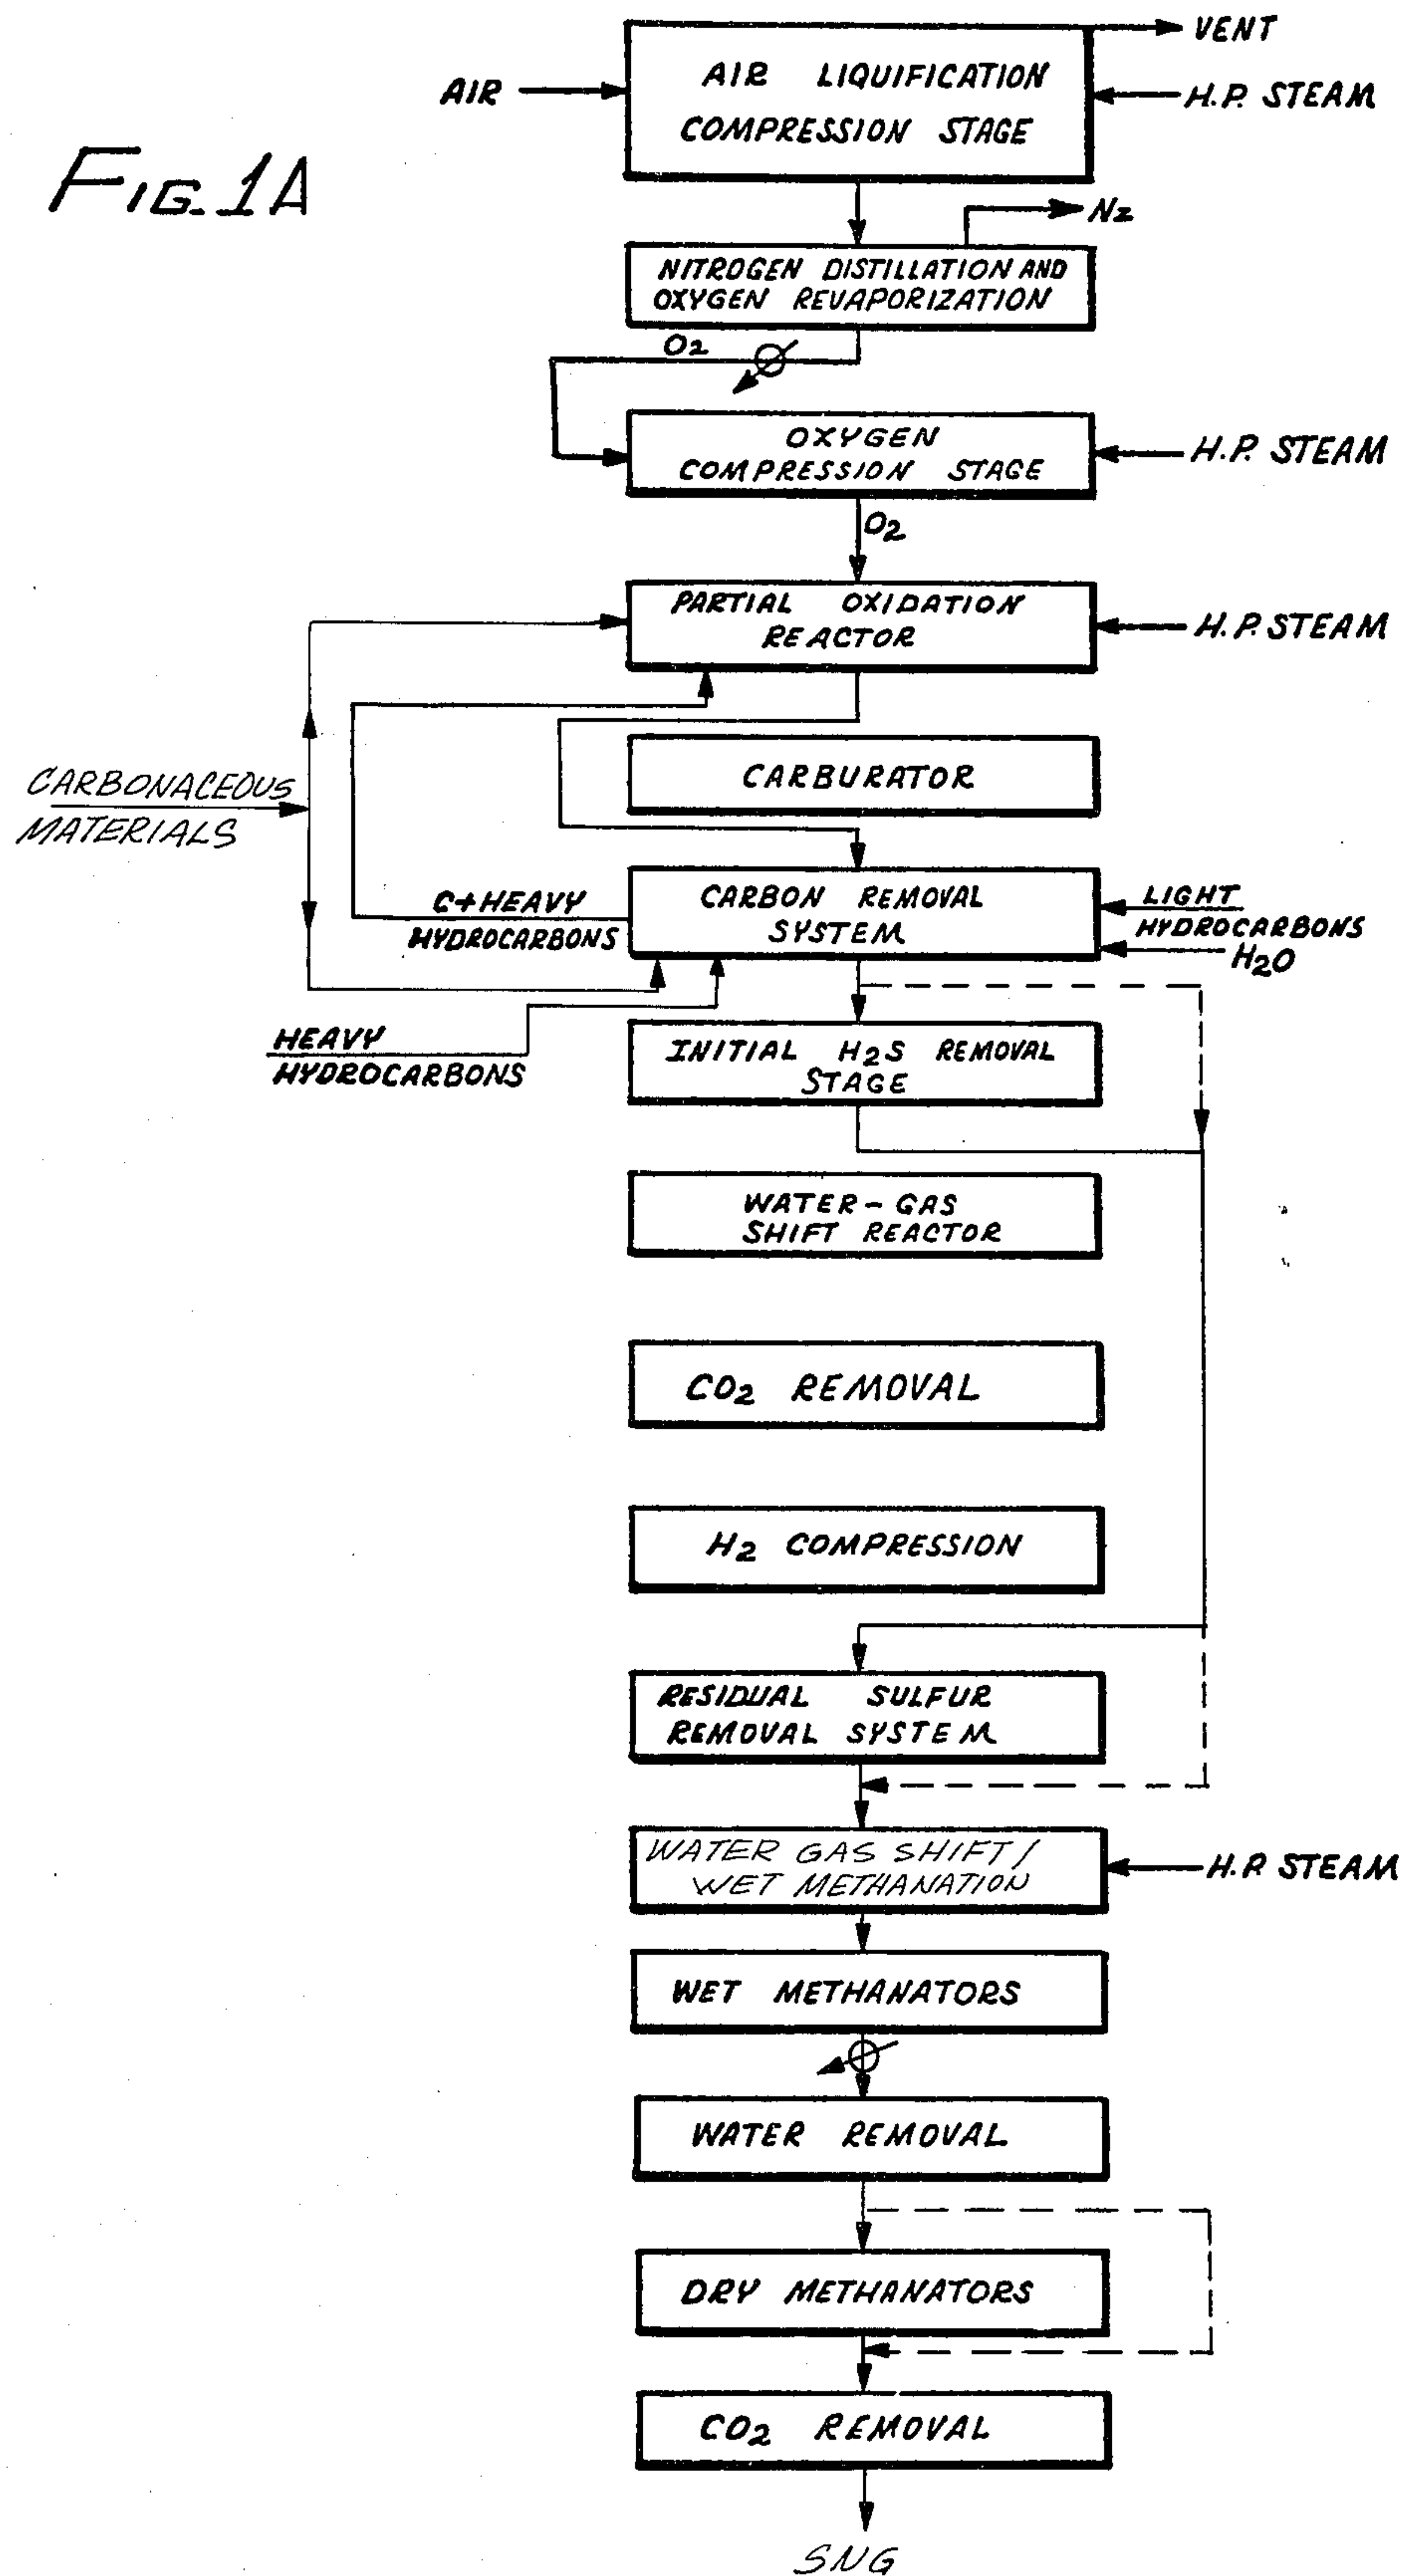 VENT
AIR LIQUIFICATION
COMPRESSION STAGE
AIR
H.P. STEAM
FIG. 1A
N2
NITROGEN DISTILLATION AND
OXYGEN REVAPORIZATION
O2
OXYGEN
COMPRESSION STAGE
H.P. STEAM
O2
PARTIAL OXIDATION
REACTOR
H.P. STEAM
CARBURATOR
CARBONACEOUS
MATERIALS
C+HEAVY
HYDROCARBONS
CARBON REMOVAL
SYSTEM
LIGHT
HYDROCARBONS
H2O
HEAVY
HYDROCARBONS
INITIAL H2S REMOVAL
STAGE
WATER-GAS
SHIFT REACTOR
CO2 REMOVAL
H2 COMPRESSION
RESIDUAL SULFUR
REMOVAL SYSTEM
WATER GAS SHIFT/
WET METHANATION
H.P. STEAM
WET METHANATORS
WATER REMOVAL
DRY METHANATORS
CO2 REMOVAL
SNG